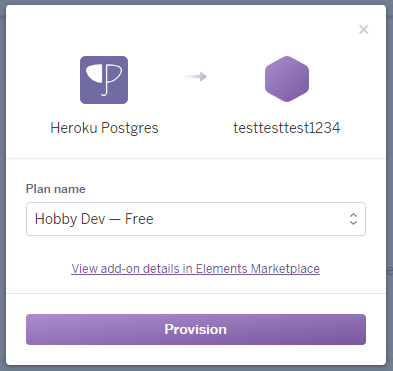 Heroku Postgres
testtesttest1234
Plan name
Hobby Dev — Free
View add-on details in Elements Marketplace
Provision